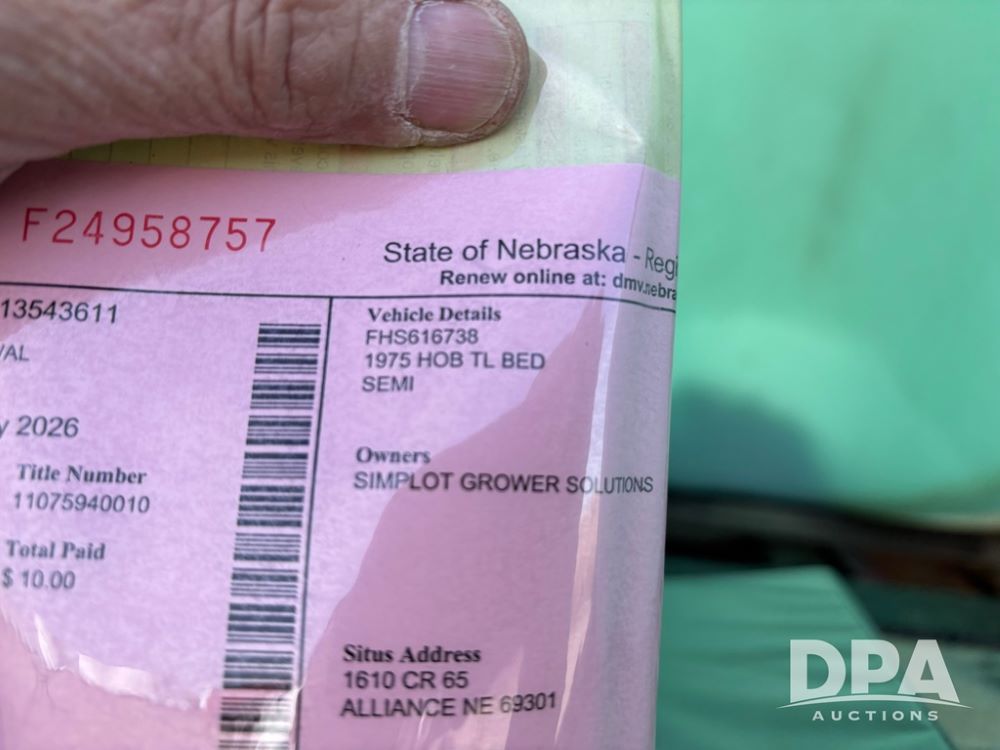 F24958757
State of Nebraska - Regi
Renew online at: dmv.nebra
13543611
VAL
y 2026
Title Number
11075940010
Total Paid
$ 10.00
Vehicle Details
FHS616738
1975 HOB TL BED
SEMI
Owners
SIMPLOT GROWER SOLUTIONS
Situs Address
1610 CR 65
ALLIANCE NE 69301
DPA
AUCTIONS